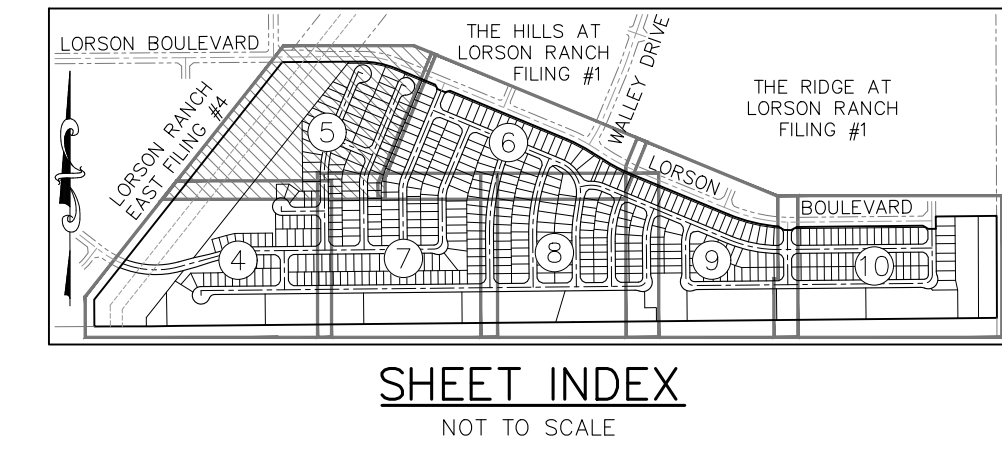 LORSON BOULEVARD
THE HILLS AT
LORSON RANCH
FILING #1
WALLEY DRIVE
THE RIDGE AT
LORSON RANCH
FILING #1
LORSON RANCH
EAST FILING #4
5
6
LORSON
BOULEVARD
4
7
8
9
10
SHEET INDEX
NOT TO SCALE